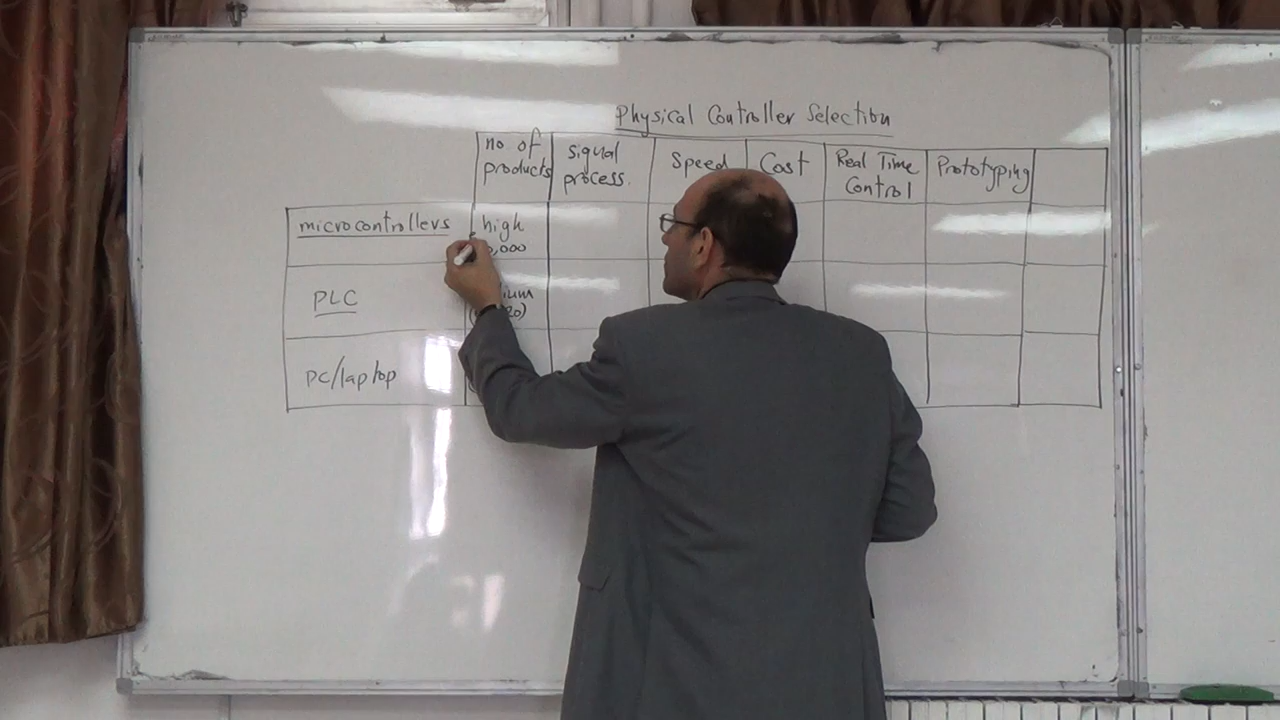 Physical Controller Selection
no of products
signal process.
Speed
Cost
Real Time Control
Prototyping
microcontrollers
high
PLC
PC/laptop